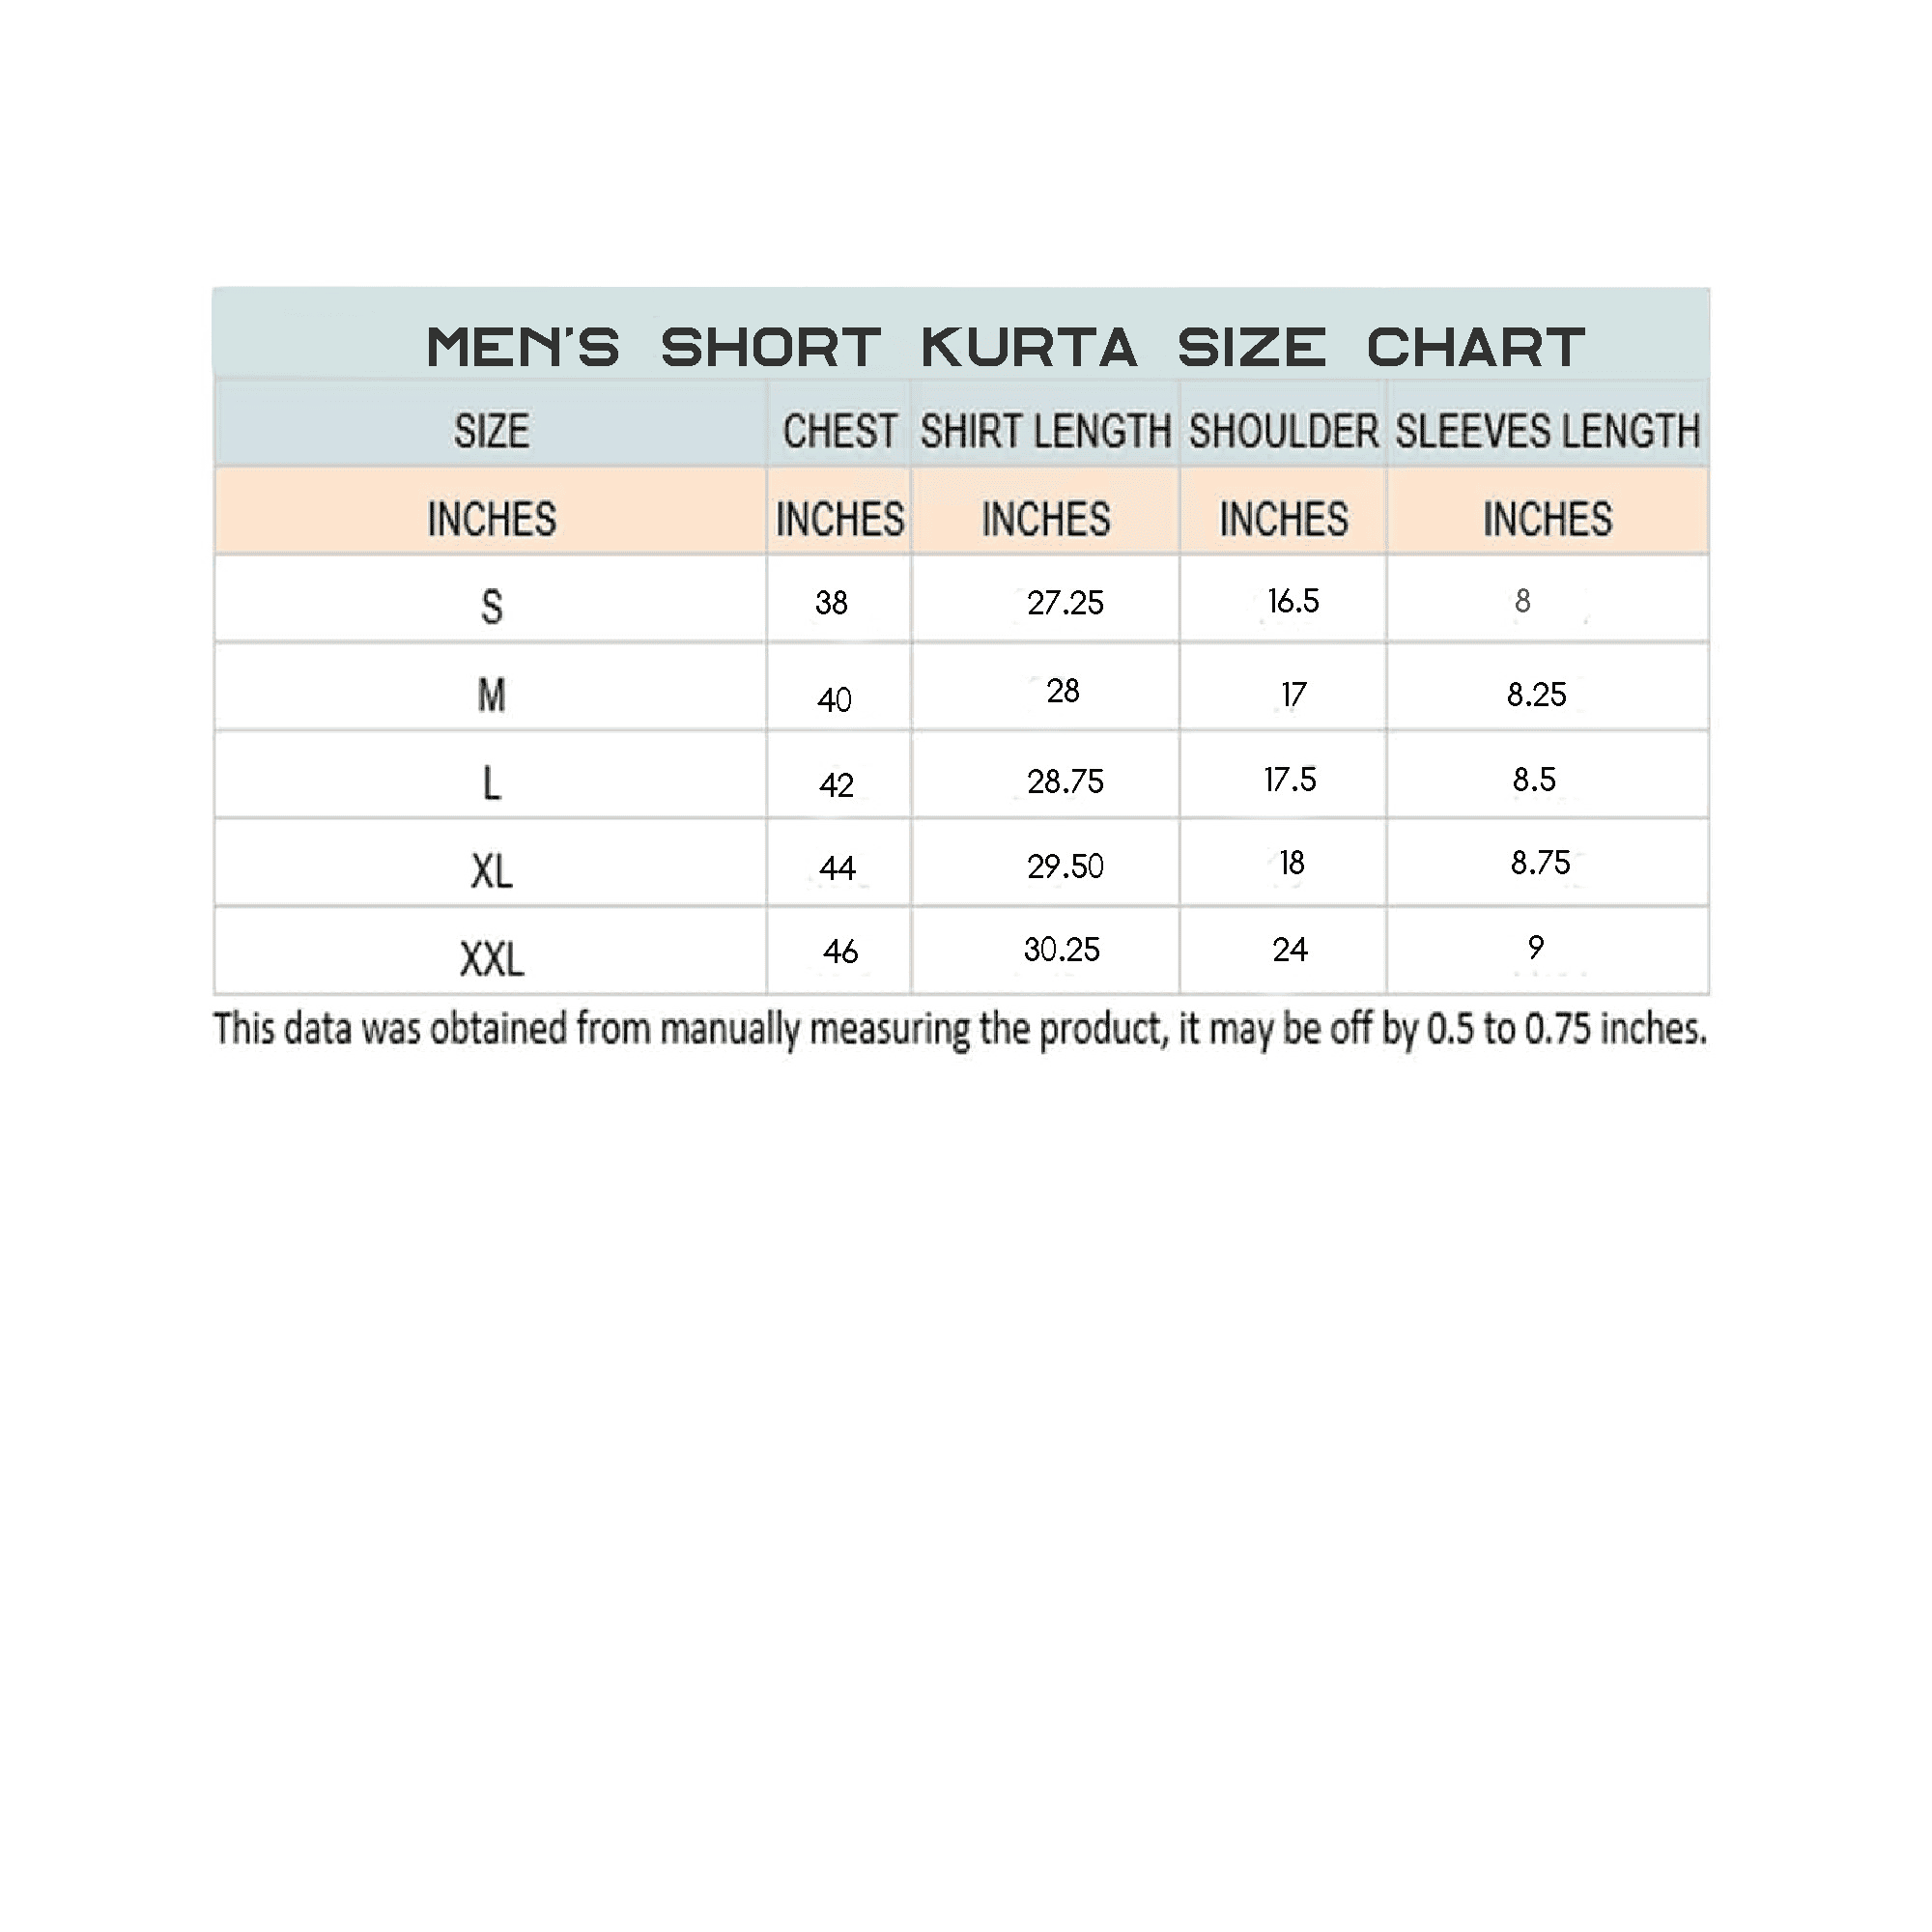 MEN'S SHORT KURTA SIZE CHART
SIZE CHEST SHIRT LENGTH SHOULDER SLEEVES LENGTH
INCHES INCHES INCHES INCHES INCHES
S 38 27.25 16.5 8
M 40 28 17 8.25
L 42 28.75 17.5 8.5
XL 44 29.50 18 8.75
XXL 46 30.25 24 9
This data was obtained from manually measuring the product, it may be off by 0.5 to 0.75 inches.